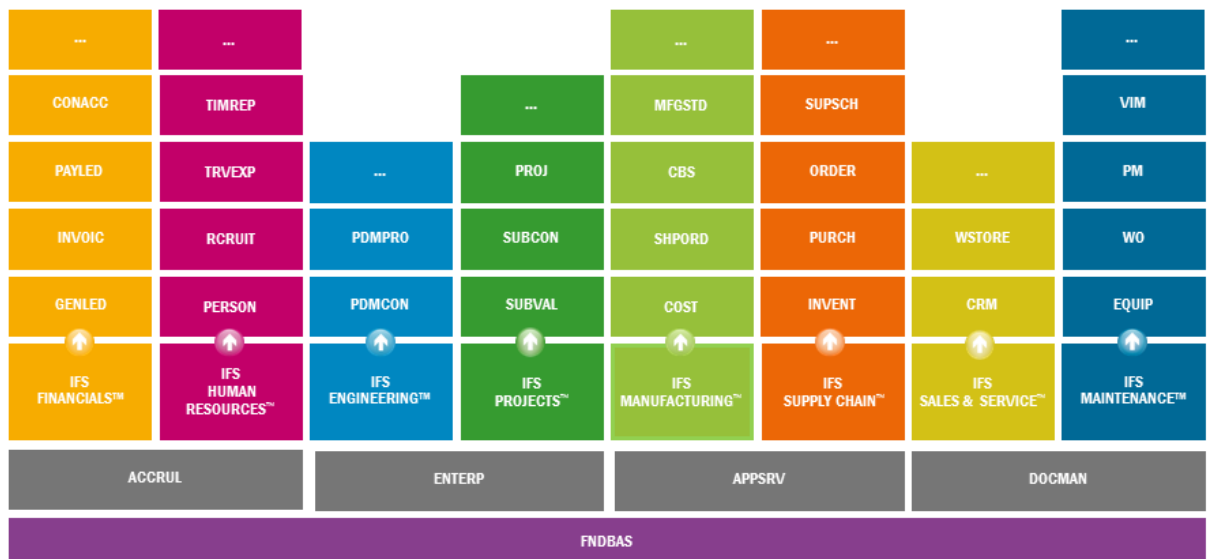 ... ... ... ... ...
CONACC TIMREP ... MFGSTD SUPSCH VIM
PAYLED TRVEXP ... PROJ CBS ORDER ... PM
INVOIC RCRUIT PDMPRO SUBCON SHPORD PURCH WSTORE WO
GENLED PERSON PDMCON SUBVAL COST INVENT CRM EQUIP
IFS
FINANCIALS™
IFS
HUMAN
RESOURCES™
IFS
ENGINEERING™
IFS
PROJECTS™
IFS
MANUFACTURING™
IFS
SUPPLY CHAIN™
IFS
SALES & SERVICE™
IFS
MAINTENANCE™
ACCRUL ENTERP APPSRV DOCMAN
FNDBAS